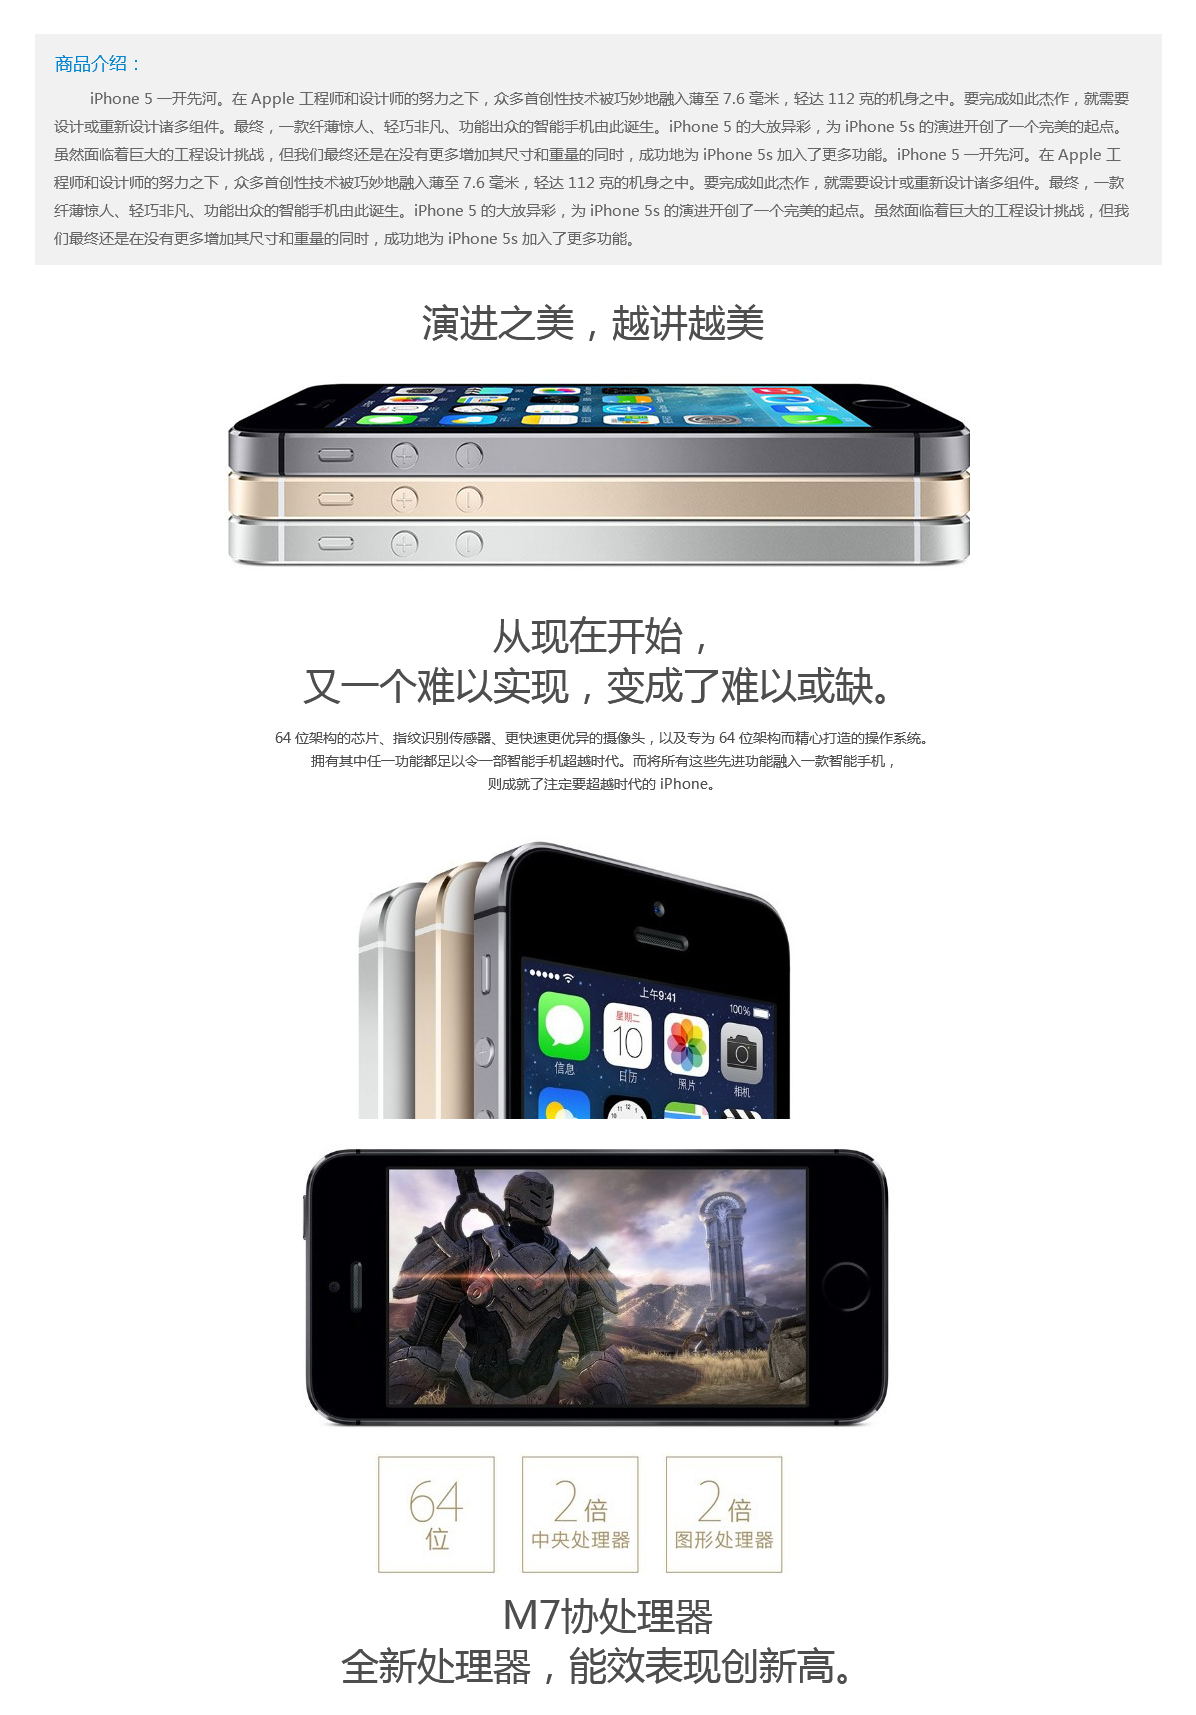 商品介绍：
iPhone 5 一开先河。在 Apple 工程师和设计师的努力之下，众多首创性技术被巧妙地融入薄至 7.6 毫米，轻达 112 克的机身之中。要完成如此杰作，就需要
设计或重新设计诸多组件。最终，一款纤薄惊人、轻巧非凡、功能出众的智能手机由此诞生。iPhone 5 的大放异彩，为 iPhone 5s 的演进开创了一个完美的起点。
虽然面临着巨大的工程设计挑战，但我们最终还是在没有更多增加其尺寸和重量的同时，成功地为 iPhone 5s 加入了更多功能。iPhone 5 一开先河。在 Apple 工
程师和设计师的努力之下，众多首创性技术被巧妙地融入薄至 7.6 毫米，轻达 112 克的机身之中。要完成如此杰作，就需要设计或重新设计诸多组件。最终，一款
纤薄惊人、轻巧非凡、功能出众的智能手机由此诞生。iPhone 5 的大放异彩，为 iPhone 5s 的演进开创了一个完美的起点。虽然面临着巨大的工程设计挑战，但我
们最终还是在没有更多增加其尺寸和重量的同时，成功地为 iPhone 5s 加入了更多功能。
演进之美，越讲越美
从现在开始，
又一个难以实现，变成了难以或缺。
64 位架构的芯片、指纹识别传感器、更快速更优异的摄像头，以及专为 64 位架构而精心打造的操作系统。
拥有其中任一功能都足以令一部智能手机超越时代。而将所有这些先进功能融入一款智能手机，
则成就了注定要超越时代的 iPhone。
上午9:41
100%
星期二
10
信息
日历
照片
相机
64
位
2 倍
中央处理器
2 倍
图形处理器
M7协处理器
全新处理器，能效表现创新高。